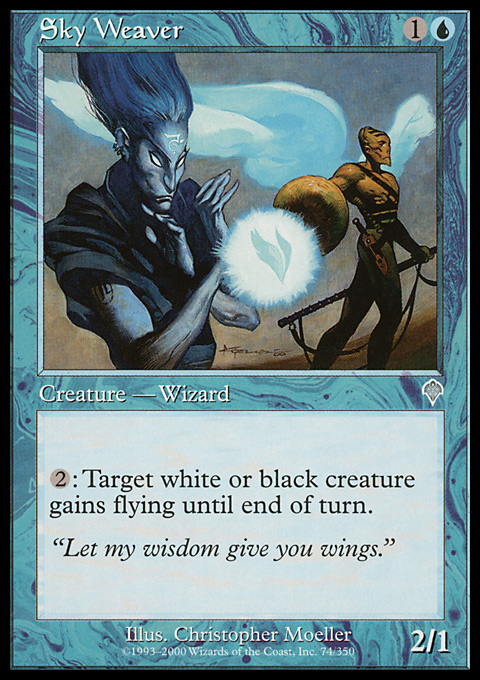 Sky Weaver 1
Creature — Wizard
2: Target white or black creature
gains flying until end of turn.
“Let my wisdom give you wings.”
Illus. Christopher Moeller
2/1
©1993–2000 Wizards of the Coast, Inc. 74/350